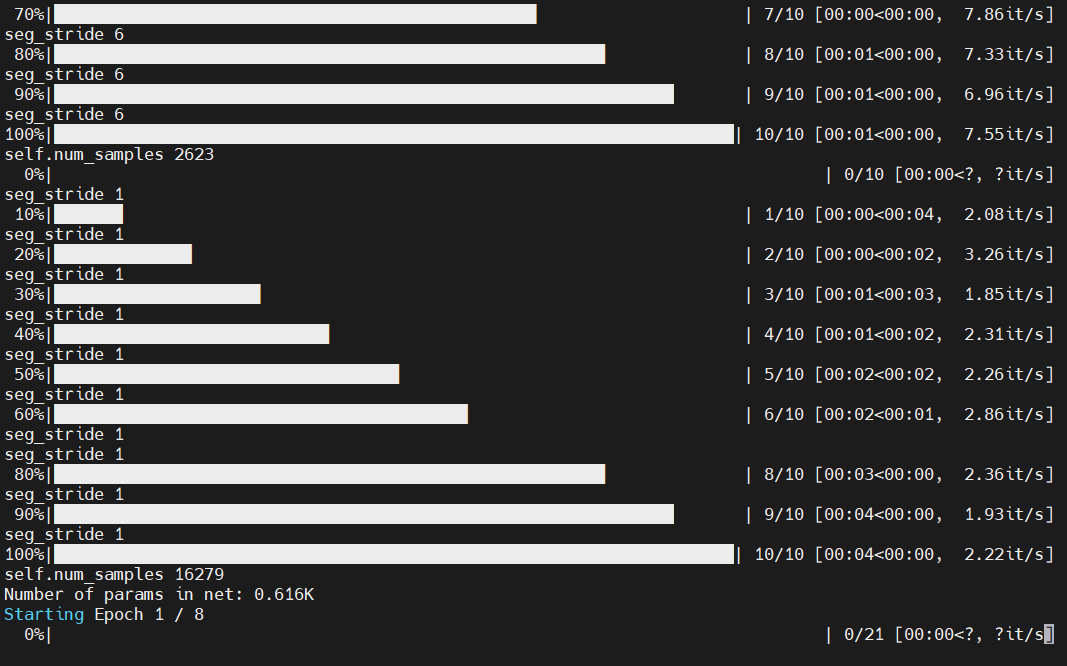 70%| | 7/10 [00:00<00:00, 7.86it/s]
seg_stride 6
80%| | 8/10 [00:01<00:00, 7.33it/s]
seg_stride 6
90%| | 9/10 [00:01<00:00, 6.96it/s]
seg_stride 6
100%| | 10/10 [00:01<00:00, 7.55it/s]
self.num_samples 2623
0%| | 0/10 [00:00<?, ?it/s]
seg_stride 1
10%| | 1/10 [00:00<00:04, 2.08it/s]
seg_stride 1
20%| | 2/10 [00:00<00:02, 3.26it/s]
seg_stride 1
30%| | 3/10 [00:01<00:03, 1.85it/s]
seg_stride 1
40%| | 4/10 [00:01<00:02, 2.31it/s]
seg_stride 1
50%| | 5/10 [00:02<00:02, 2.26it/s]
seg_stride 1
60%| | 6/10 [00:02<00:01, 2.86it/s]
seg_stride 1
seg_stride 1
80%| | 8/10 [00:03<00:00, 2.36it/s]
seg_stride 1
90%| | 9/10 [00:04<00:00, 1.93it/s]
seg_stride 1
100%| | 10/10 [00:04<00:00, 2.22it/s]
self.num_samples 16279
Number of params in net: 0.616K
Starting Epoch 1 / 8
0%| | 0/21 [00:00<?, ?it/s]